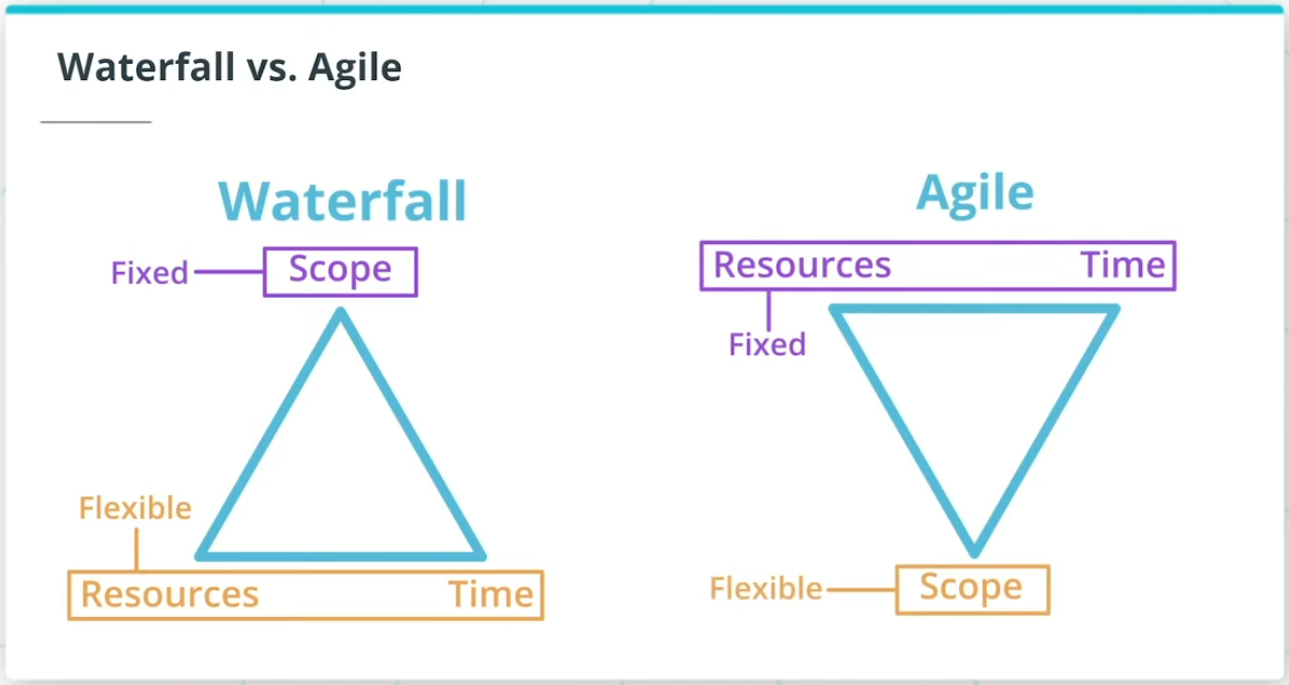 Waterfall vs. Agile
Waterfall
Fixed
Scope
Flexible
Resources
Time
Agile
Resources
Time
Fixed
Flexible
Scope